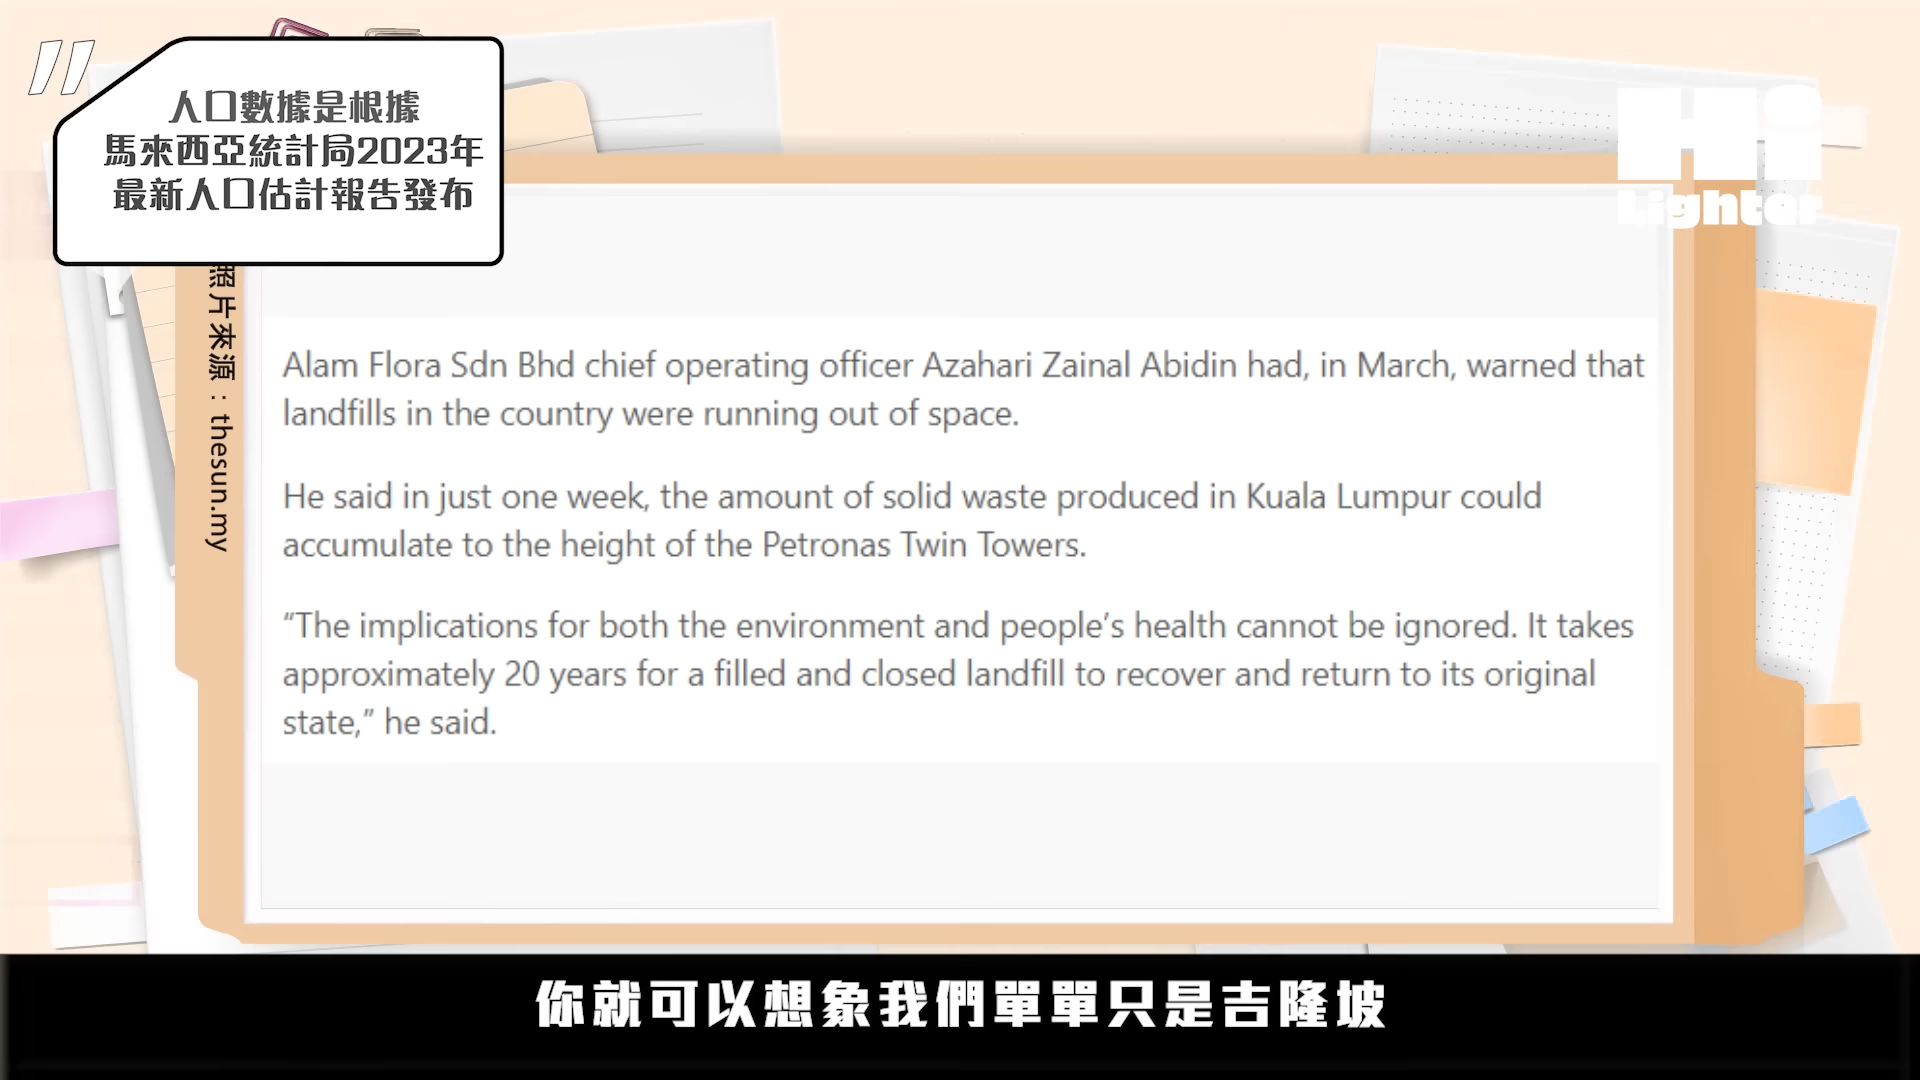 人口數據是根據
馬來西亞統計局2023年
最新人口估計報告發布
Hi
Lighter
照片來源：thesun.my
Alam Flora Sdn Bhd chief operating officer Azahari Zainal Abidin had, in March, warned that
landfills in the country were running out of space.
He said in just one week, the amount of solid waste produced in Kuala Lumpur could
accumulate to the height of the Petronas Twin Towers.
“The implications for both the environment and people’s health cannot be ignored. It takes
approximately 20 years for a filled and closed landfill to recover and return to its original
state,” he said.
你就可以想象我們單單只是吉隆坡